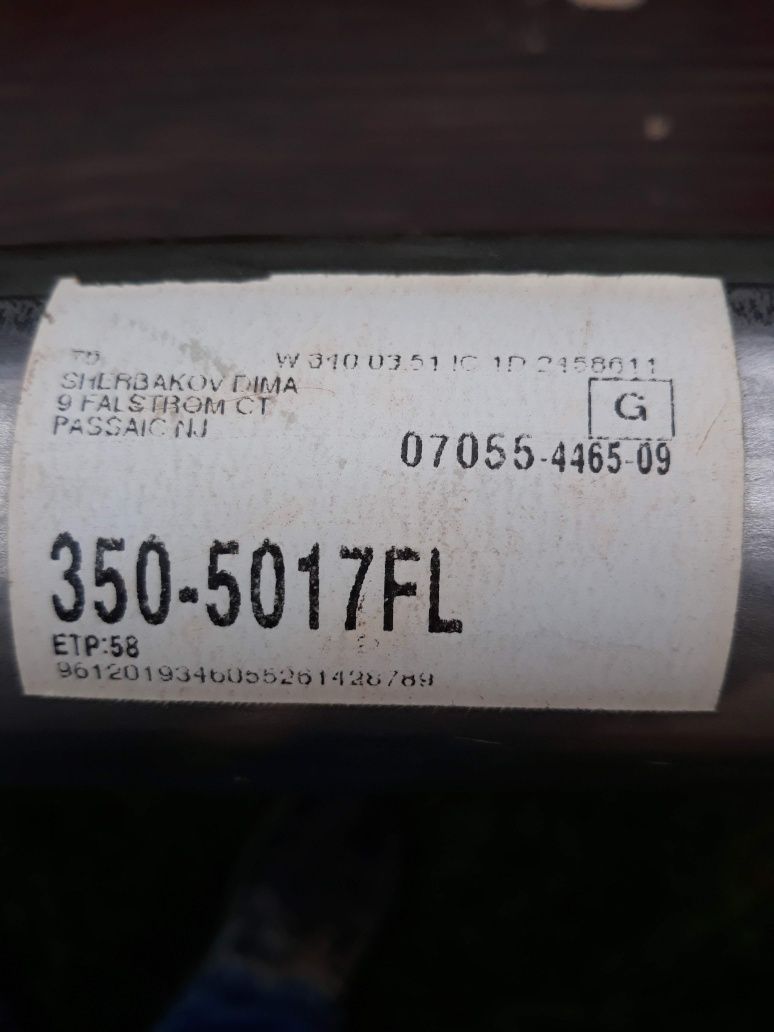 TO
W 340 03.51 IC 1D 2458611
SHERBAKOV DIMA
9 FALSTROM CT
PASSAIC NJ
G
07055-4465-09
350-5017FL
ETP:58
9612019346055261428789